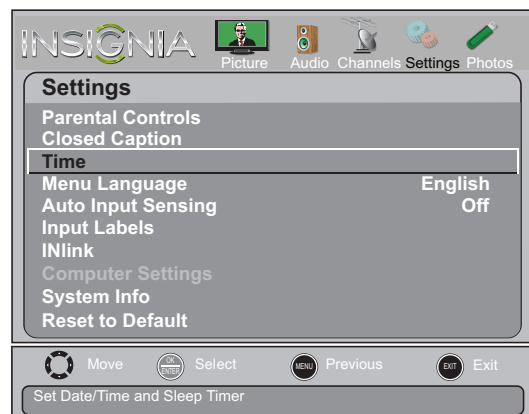 INSIGNIA
Picture Audio Channels Settings Photos
Settings
Parental Controls
Closed Caption
Time
Menu Language English
Auto Input Sensing Off
Input Labels
INlink
Computer Settings
System Info
Reset to Default
Move OK ENTER Select MENU Previous EXIT Exit
Set Date/Time and Sleep Timer